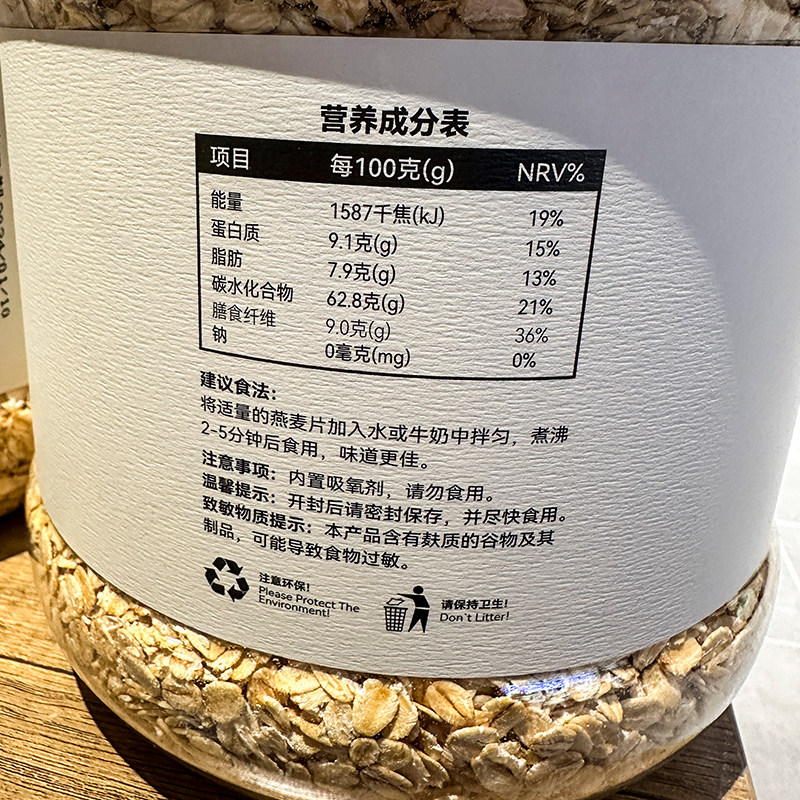 营养成分表
项目 每100克(g) NRV%
能量 1587千焦(kJ) 19%
蛋白质 9.1克(g) 15%
脂肪 7.9克(g) 13%
碳水化合物 62.8克(g) 21%
膳食纤维 9.0克(g) 36%
钠 0毫克(mg) 0%
建议食法：
将适量的燕麦片加入水或牛奶中拌匀，煮沸
2-5分钟后食用，味道更佳。
注意事项：内置吸氧剂，请勿食用。
温馨提示：开封后请密封保存，并尽快食用。
致敏物质提示：本产品含有麸质的谷物及其
制品，可能导致食物过敏。
注意环保!
Please Protect The
Environment!
请保持卫生!
Don't Litter!